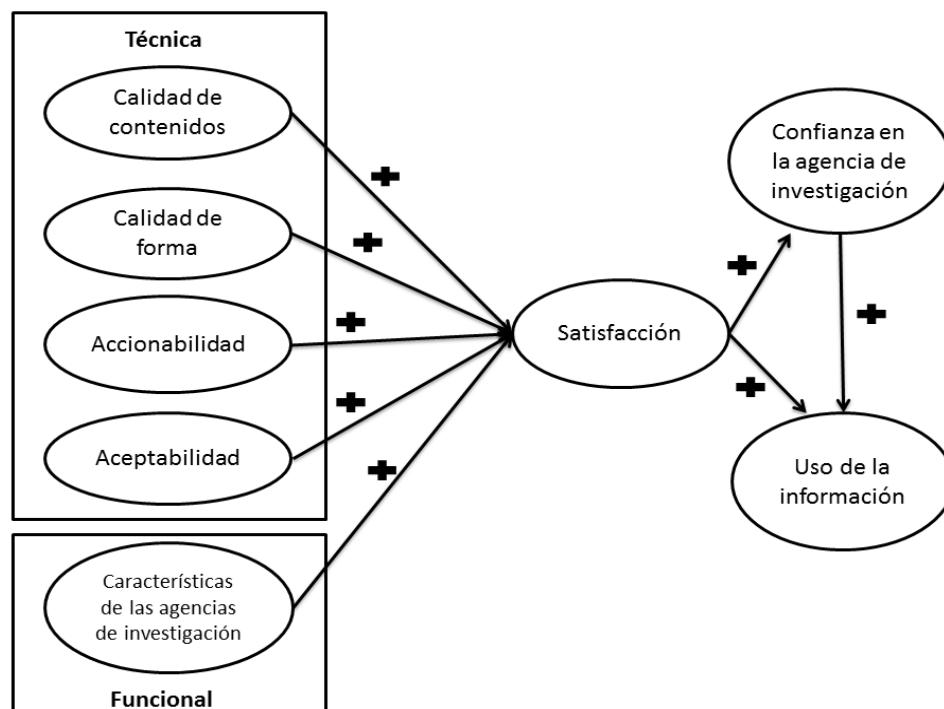 Técnica
Calidad de
contenidos
Calidad de
forma
Accionabilidad
Aceptabilidad
Característícas
de las agencias
de investigación
Funcional
Satisfacción
Confianza en
la agencia de
investigación
Uso de la
información